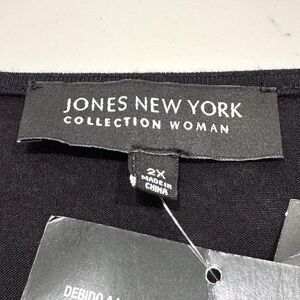 JONES NEW YORK
COLLECTION WOMAN
2X
MADE IN
CHINA
DEBIDO A